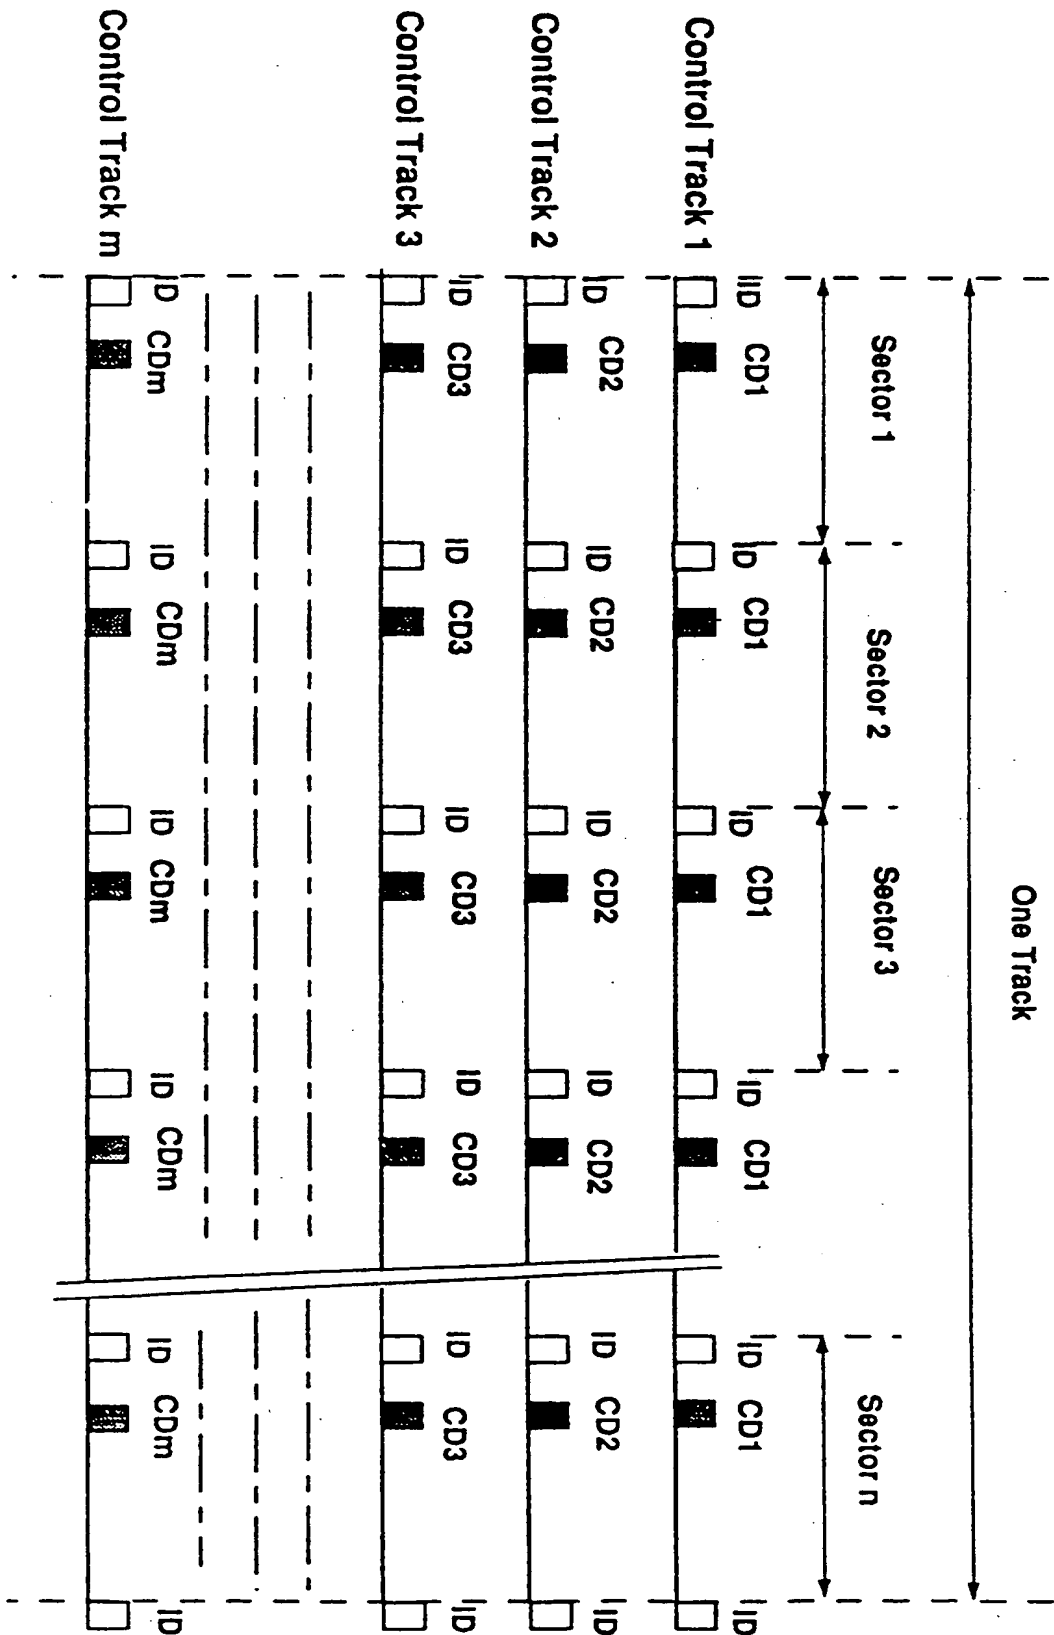 One Track
Sector 1 Sector 2 Sector 3 Sector n
Control Track 1 ID CD1 ID CD1 ID CD1 ID CD1 ID CD1 ID
Control Track 2 ID CD2 ID CD2 ID CD2 ID CD2 ID CD2 ID
Control Track 3 ID CD3 ID CD3 ID CD3 ID CD3 ID CD3 ID
Control Track m ID CDm ID CDm ID CDm ID CDm ID CDm ID